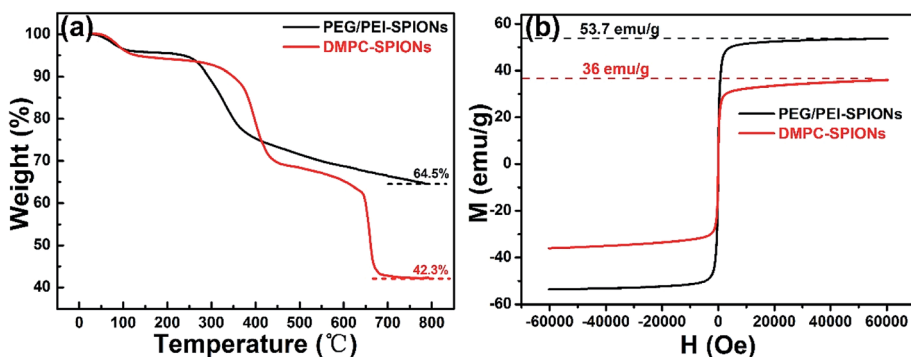 (a)
PEG/PEI-SPIONs
DMPC-SPIONs
64.5%
42.3%
100
90
80
70
60
50
40
0 100 200 300 400 500 600 700 800
Weight (%)
Temperature (℃)
(b)
53.7 emu/g
36 emu/g
PEG/PEI-SPIONs
DMPC-SPIONs
60
40
20
0
-20
-40
-60
-60000 -40000 -20000 0 20000 40000 60000
M (emu/g)
H (Oe)